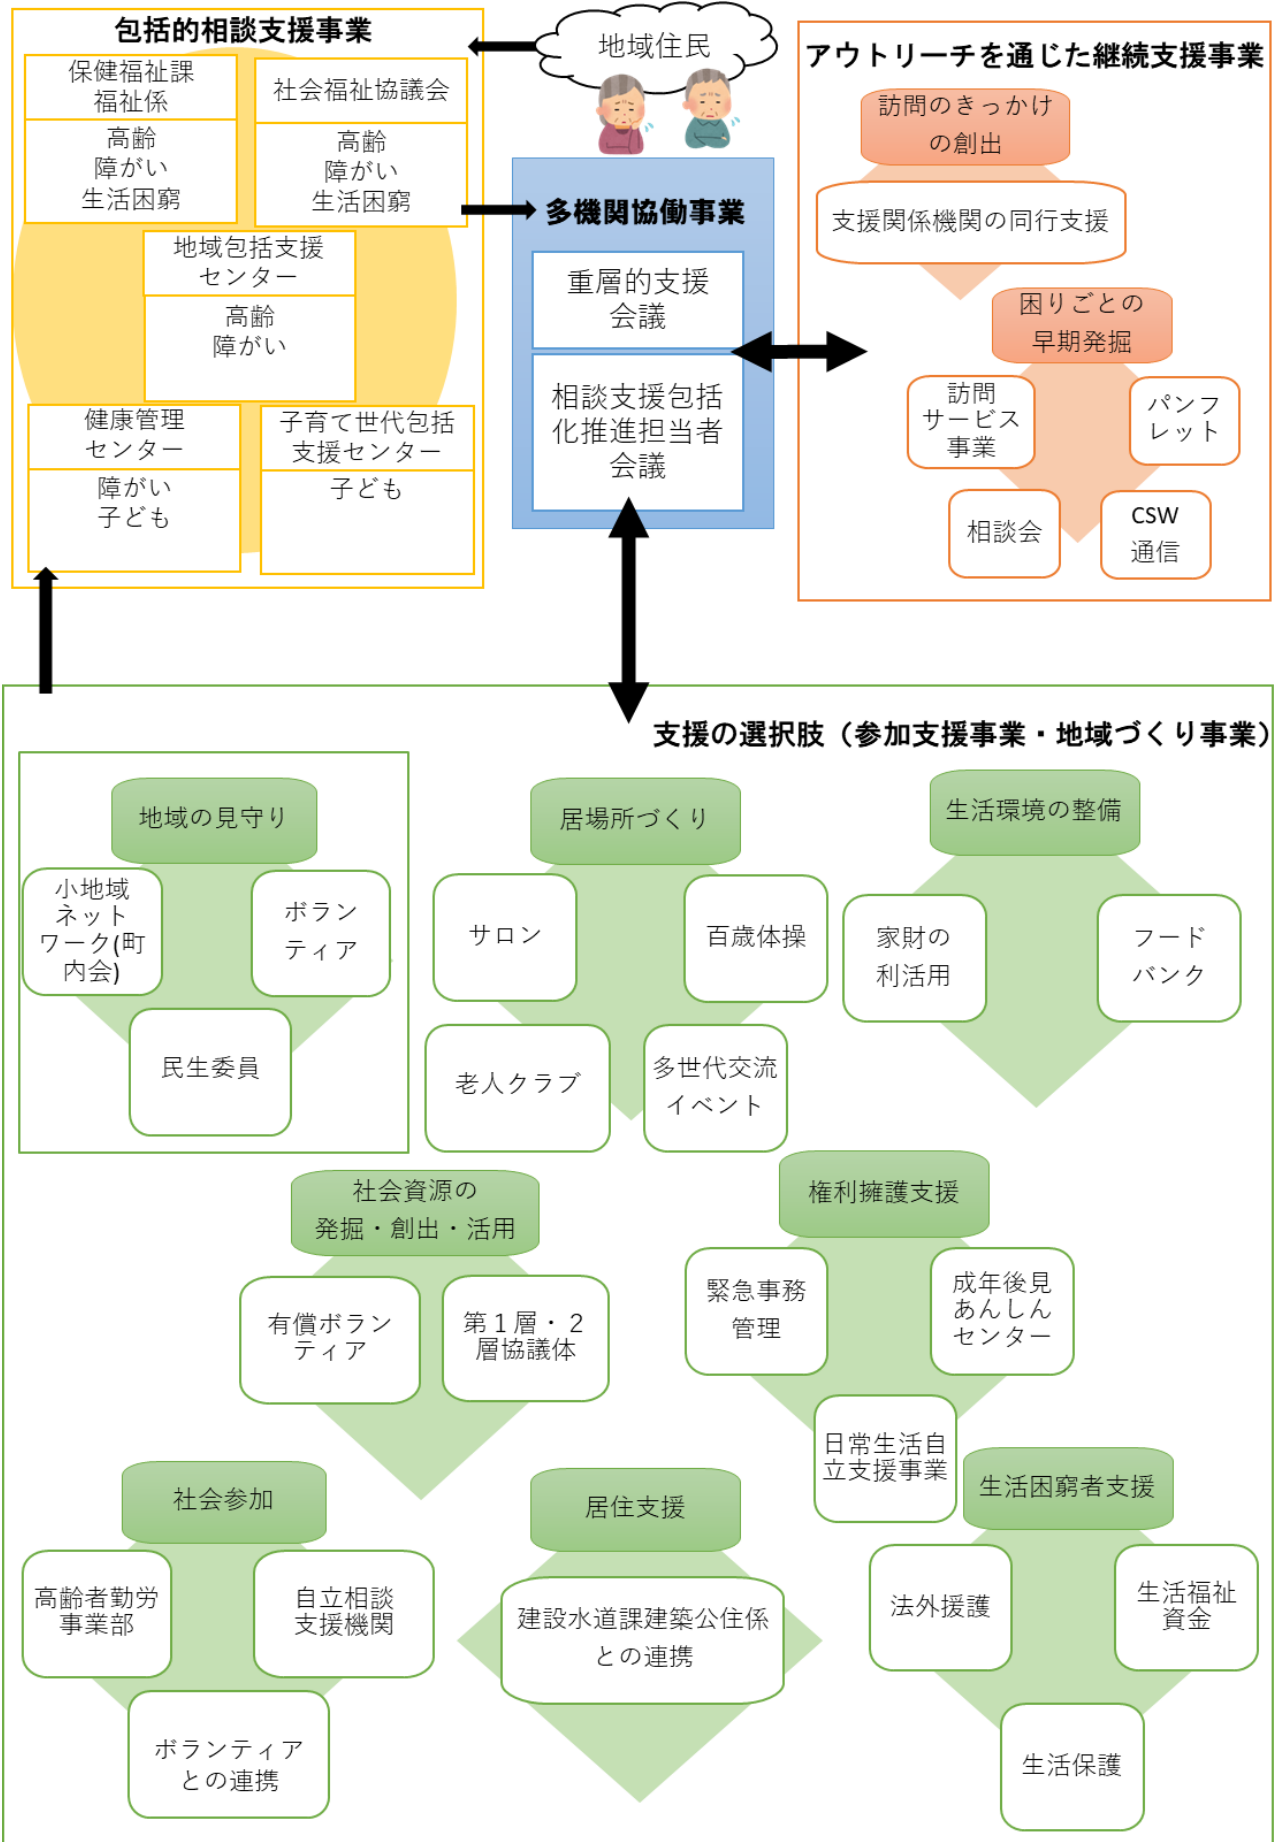 包括的相談支援事業
保健福祉課
福祉係
高齢
障がい
生活困窮
社会福祉協議会
高齢
障がい
生活困窮
地域包括支援
センター
高齢
障がい
健康管理
センター
障がい
子ども
子育て世代包括
支援センター
子ども
地域住民
多機関協働事業
重層的支援
会議
相談支援包括
化推進担当者
会議
アウトリーチを通じた継続支援事業
訪問のきっかけ
の創出
支援関係機関の同行支援
困りごとの
早期発掘
訪問
サービス
事業
パンフ
レット
相談会
CSW
通信
支援の選択肢（参加支援事業・地域づくり事業）
地域の見守り
小地域
ネット
ワーク(町
内会)
ボラン
ティア
民生委員
居場所づくり
サロン
百歳体操
老人クラブ
多世代交流
イベント
生活環境の整備
家財の
利活用
フード
バンク
社会資源の
発掘・創出・活用
有償ボラン
ティア
第１層・２
層協議体
権利擁護支援
緊急事務
管理
成年後見
あんしん
センター
日常生活自
立支援事業
社会参加
高齢者勤労
事業部
自立相談
支援機関
ボランティア
との連携
居住支援
建設水道課建築公住係
との連携
生活困窮者支援
法外援護
生活福祉
資金
生活保護